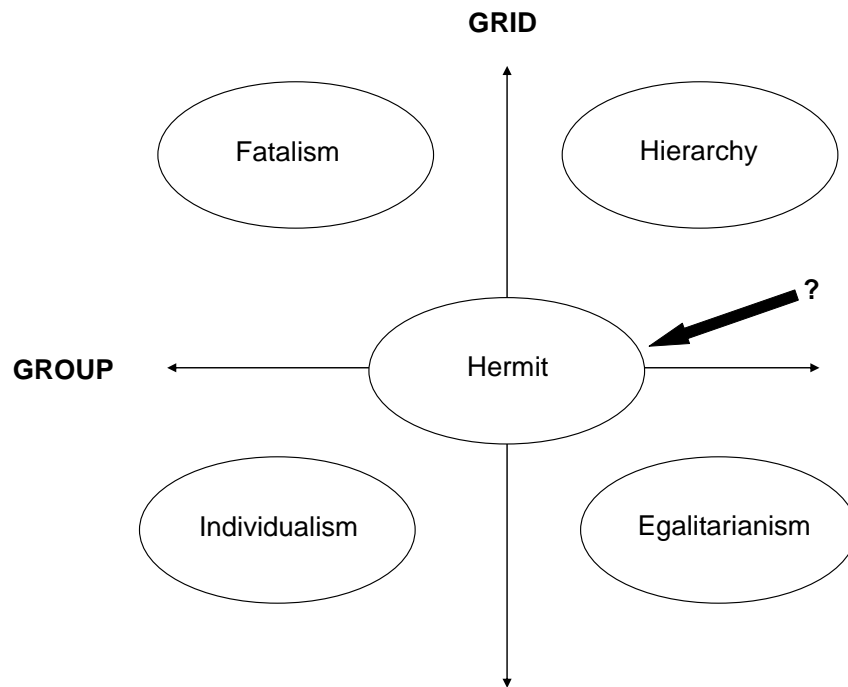 GRID
Fatalism
Hierarchy
?
Hermit
GROUP
Individualism
Egalitarianism